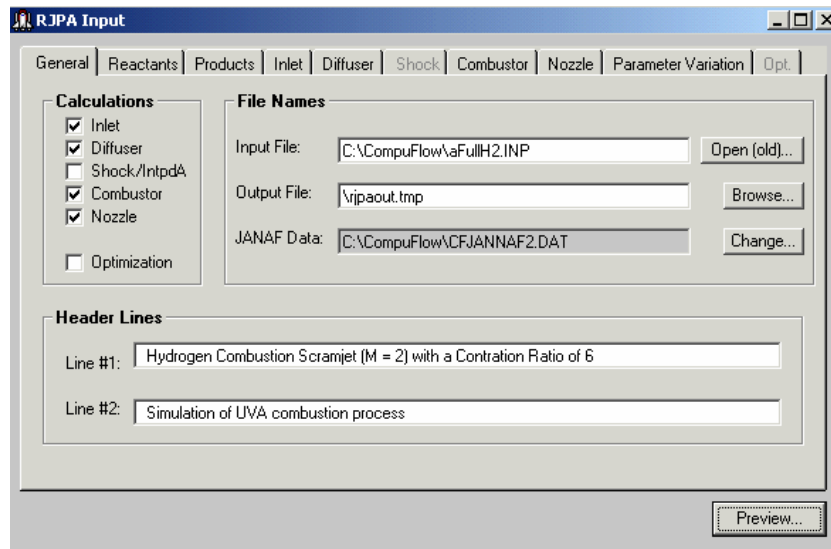 RJPA Input
General Reactants Products Inlet Diffuser Shock Combustor Nozzle Parameter Variation Opt.
Calculations
Inlet
Diffuser
Shock/IntpdA
Combustor
Nozzle
Optimization
File Names
Input File: C:\CompuFlow\aFullH2.INP Open (old)...
Output File: \rjpaout.tmp Browse...
JANAF Data: C:\CompuFlow\CFJANNAF2.DAT Change...
Header Lines
Line #1: Hydrogen Combustion Scramjet (M = 2) with a Contration Ratio of 6
Line #2: Simulation of UVA combustion process
Preview...